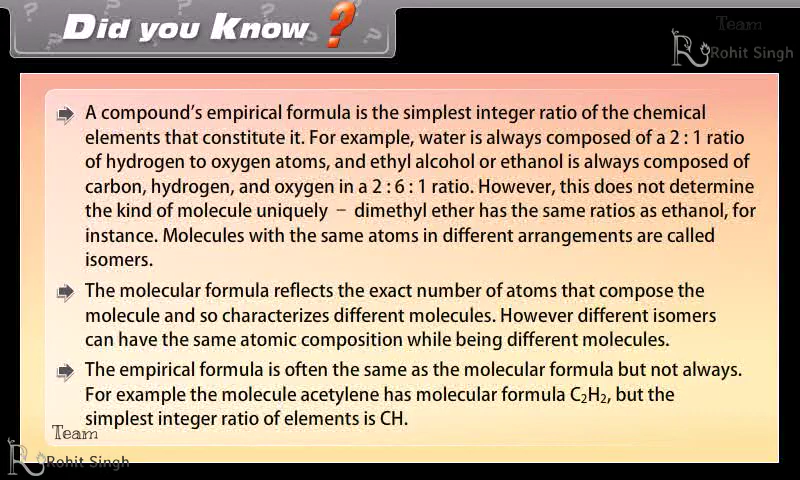 Did you Know ?
Team
Rohit Singh
A compound's empirical formula is the simplest integer ratio of the chemical
elements that constitute it. For example, water is always composed of a 2 : 1 ratio
of hydrogen to oxygen atoms, and ethyl alcohol or ethanol is always composed of
carbon, hydrogen, and oxygen in a 2 : 6 : 1 ratio. However, this does not determine
the kind of molecule uniquely – dimethyl ether has the same ratios as ethanol, for
instance. Molecules with the same atoms in different arrangements are called
isomers.
The molecular formula reflects the exact number of atoms that compose the
molecule and so characterizes different molecules. However different isomers
can have the same atomic composition while being different molecules.
The empirical formula is often the same as the molecular formula but not always.
For example the molecule acetylene has molecular formula C₂H₂, but the
simplest integer ratio of elements is CH.
Team
Rohit Singh